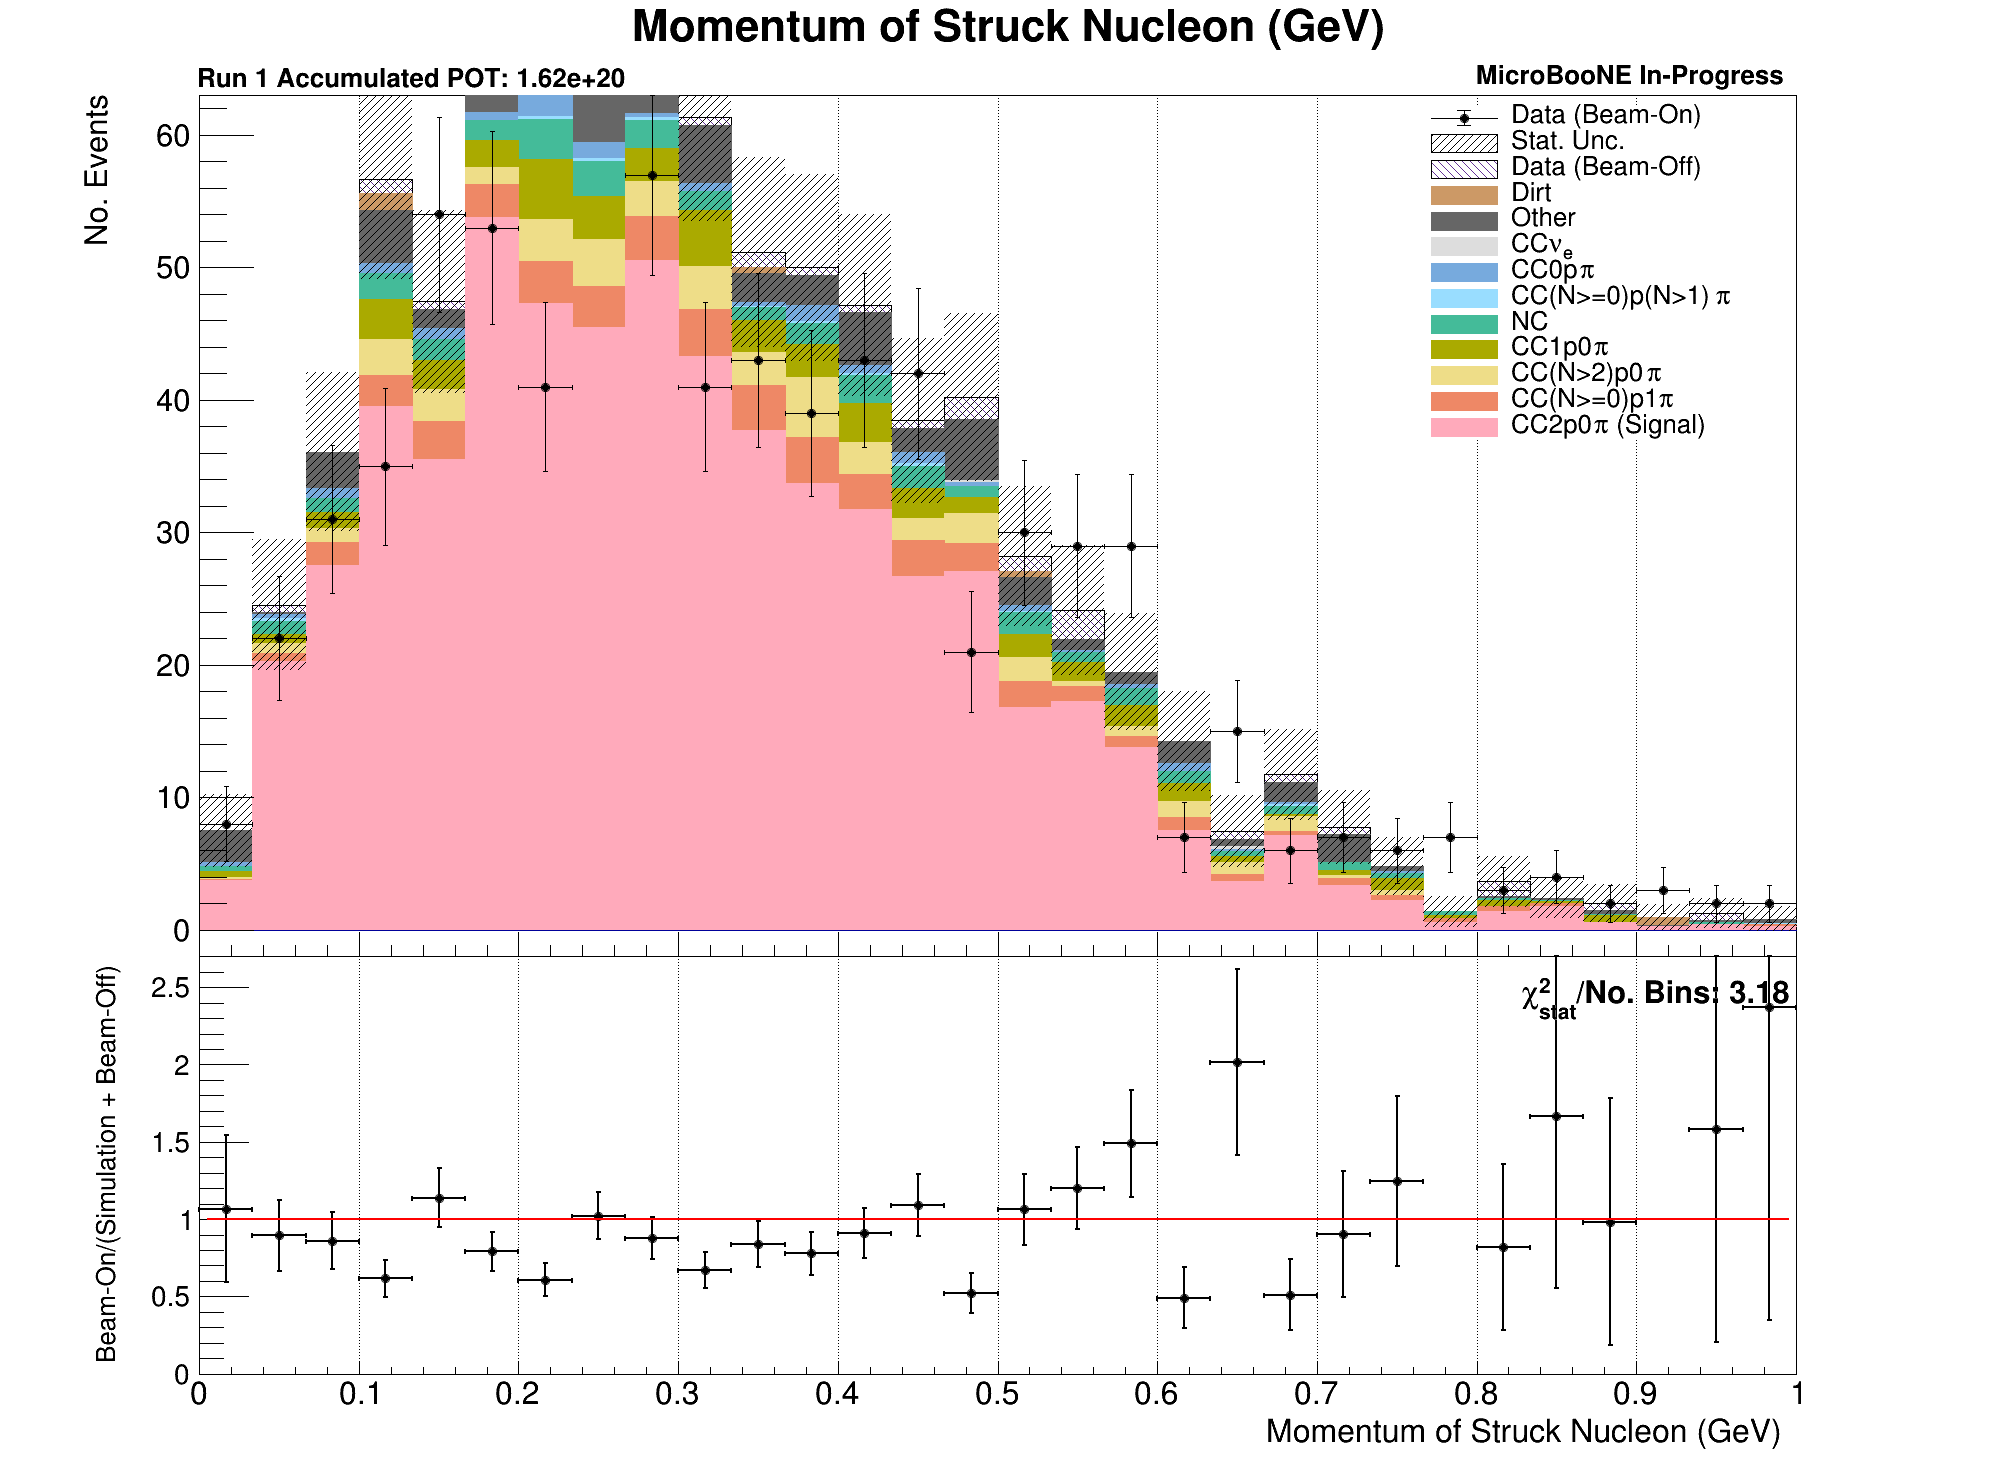 Momentum of Struck Nucleon (GeV)
Run 1 Accumulated POT: 1.62e+20
MicroBooNE In-Progress
No. Events
60
50
40
30
20
10
0
Data (Beam-On)
Stat. Unc.
Data (Beam-Off)
Dirt
Other
CCνe
CC0pπ
CC(N>=0)p(N>1) π
NC
CC1p0π
CC(N>2)p0π
CC(N>=0)p1π
CC2p0π (Signal)
Beam-On/(Simulation + Beam-Off)
2.5
2
1.5
1
0.5
0
χ²stat/No. Bins: 3.18
0 0.1 0.2 0.3 0.4 0.5 0.6 0.7 0.8 0.9 1
Momentum of Struck Nucleon (GeV)